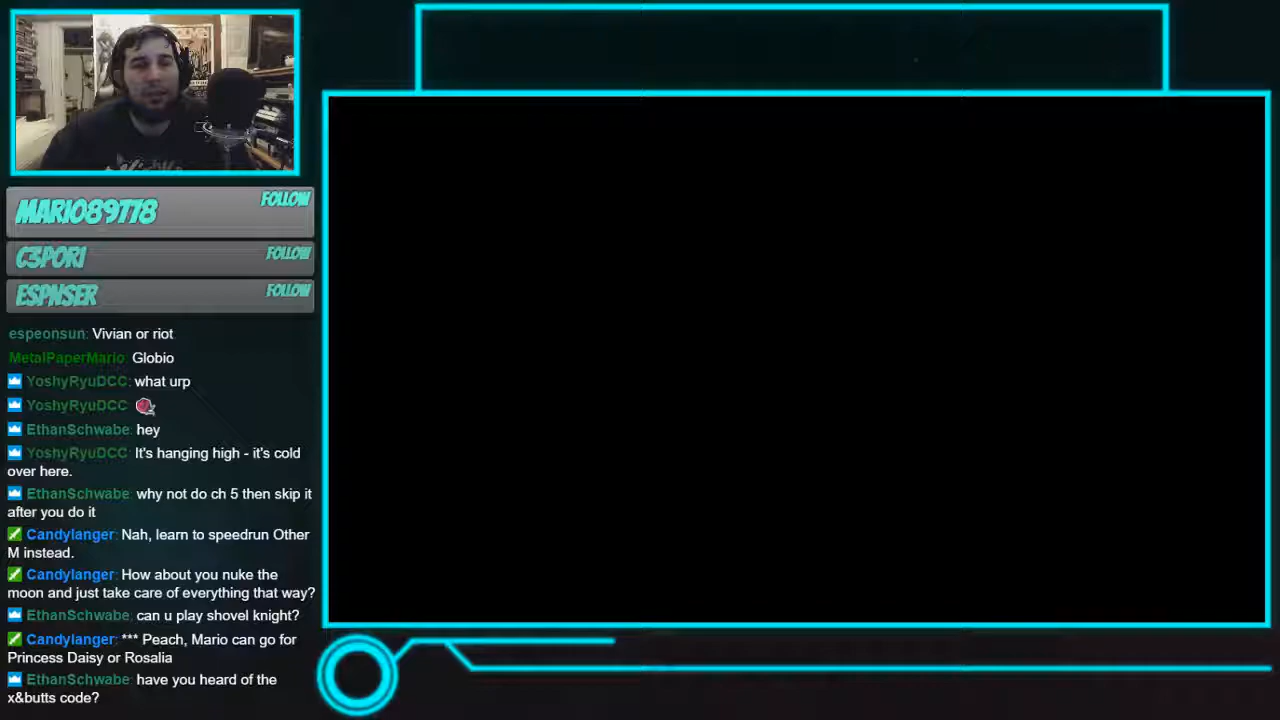 MARIO89778
FOLLOW
C3PORI
FOLLOW
ESPNSER
FOLLOW
espeonsun: Vivian or riot
MetalPaperMario: Globio
YoshyRyuDCC: what urp
YoshyRyuDCC:
EthanSchwabe: hey
YoshyRyuDCC: It's hanging high - it's cold
over here.
EthanSchwabe: why not do ch 5 then skip it
after you do it
Candylanger: Nah, learn to speedrun Other
M instead.
Candylanger: How about you nuke the
moon and just take care of everything that way?
EthanSchwabe: can u play shovel knight?
Candylanger: *** Peach, Mario can go for
Princess Daisy or Rosalia
EthanSchwabe: have you heard of the
x&butts code?